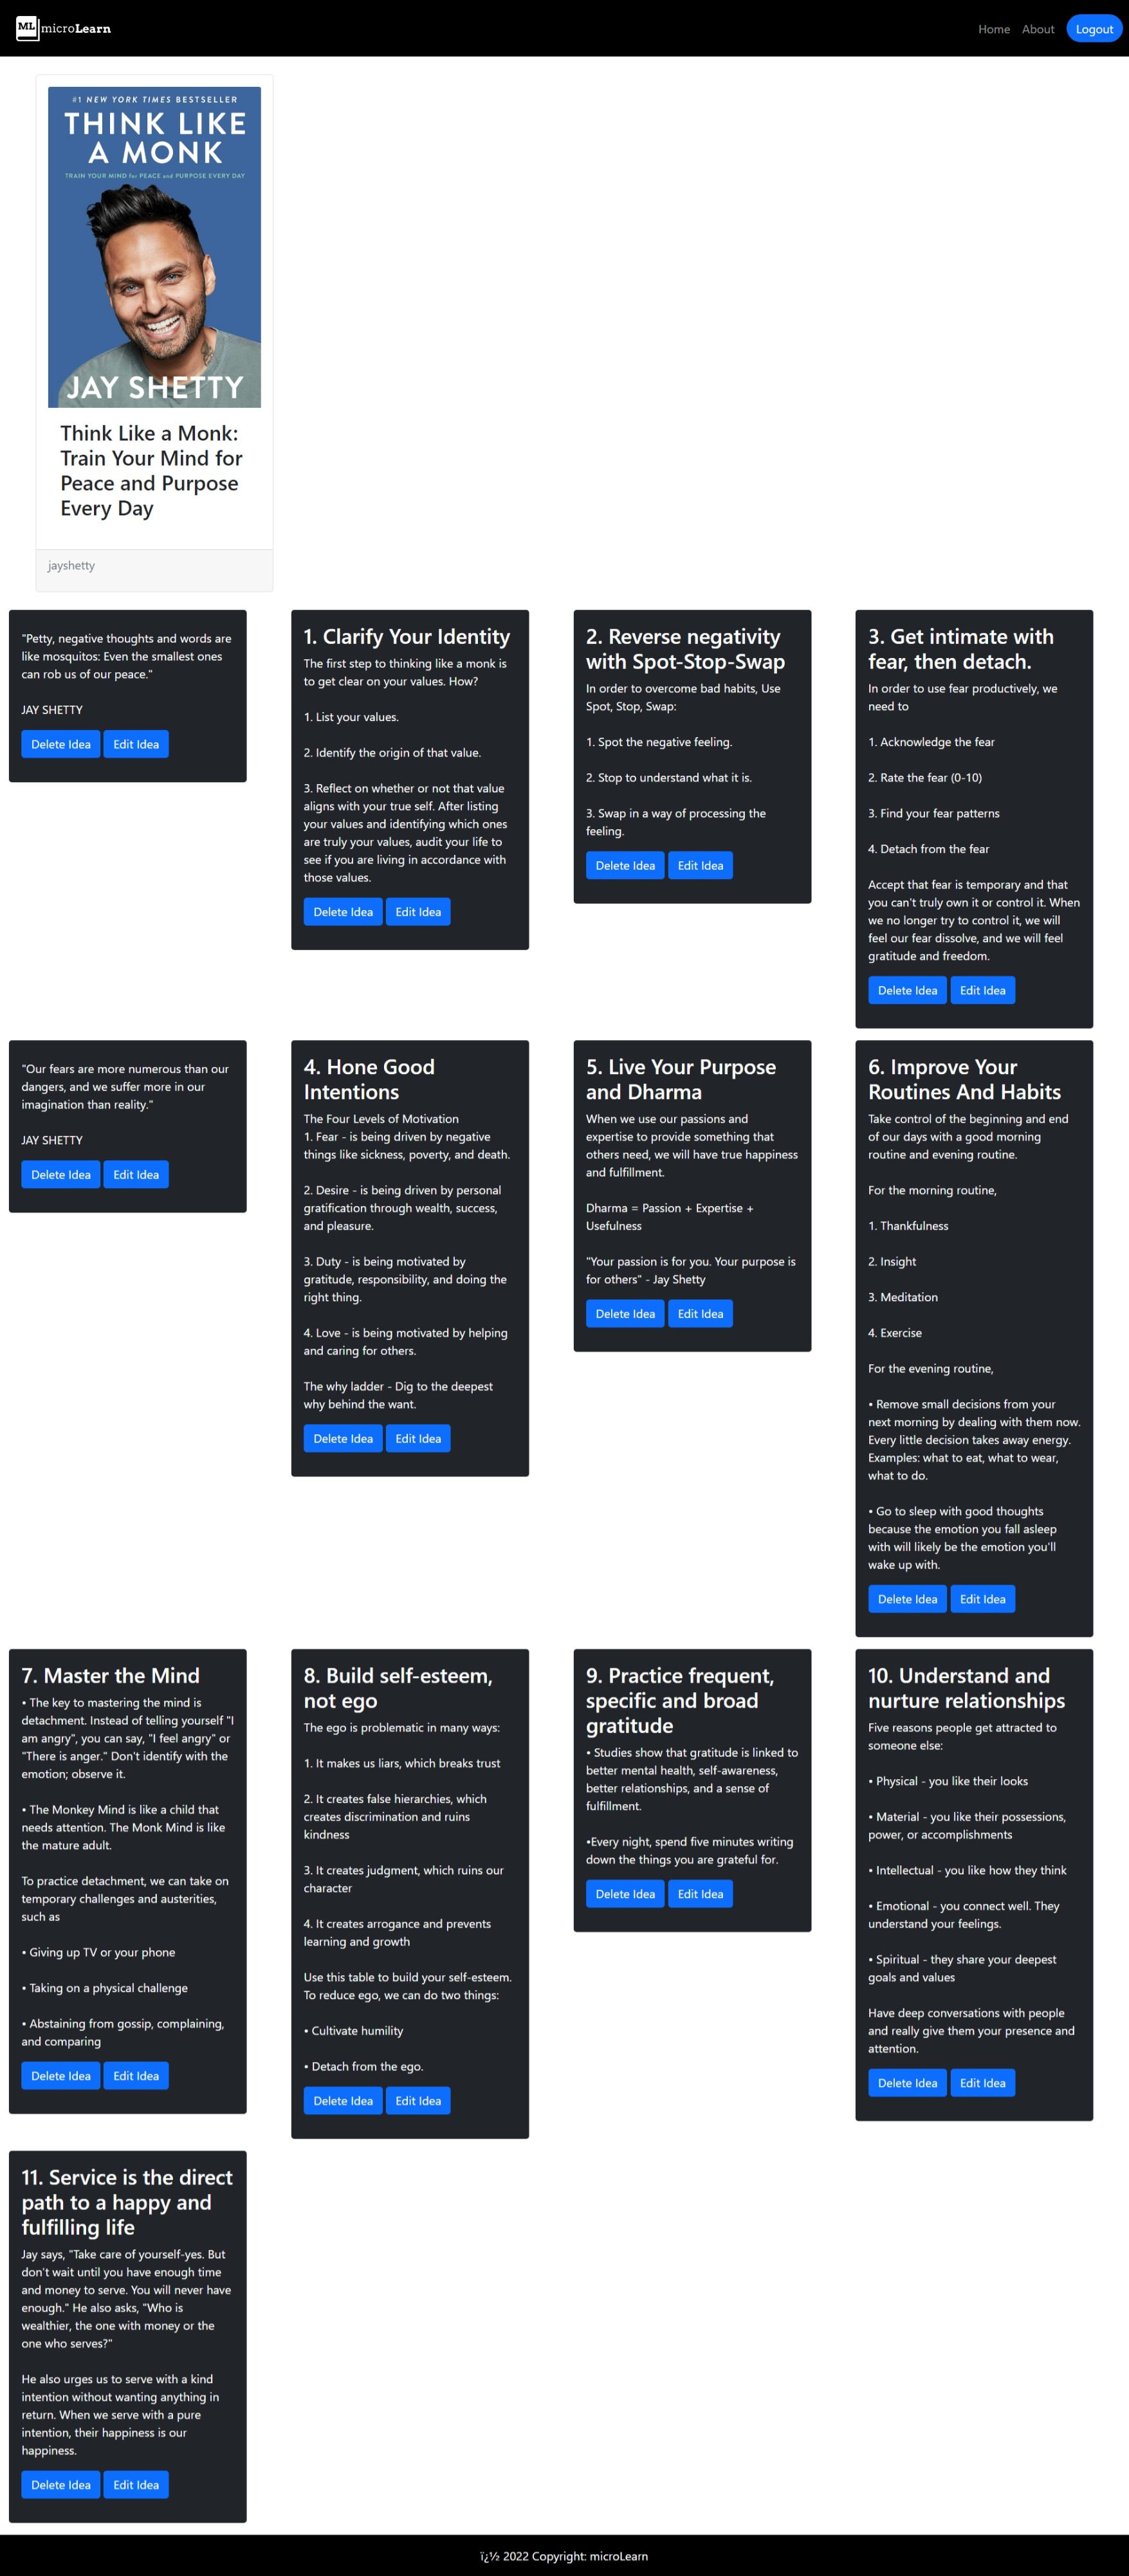 ML microLearn
Home About Logout
#1 NEW YORK TIMES BESTSELLER
THINK LIKE
A MONK
TRAIN YOUR MIND for PEACE and PURPOSE EVERY DAY
JAY SHETTY
Think Like a Monk:
Train Your Mind for
Peace and Purpose
Every Day
jayshetty
"Petty, negative thoughts and words are
like mosquitos: Even the smallest ones
can rob us of our peace."
JAY SHETTY
Delete Idea Edit Idea
1. Clarify Your Identity
The first step to thinking like a monk is
to get clear on your values. How?
1. List your values.
2. Identify the origin of that value.
3. Reflect on whether or not that value
aligns with your true self. After listing
your values and identifying which ones
are truly your values, audit your life to
see if you are living in accordance with
those values.
Delete Idea Edit Idea
2. Reverse negativity
with Spot-Stop-Swap
In order to overcome bad habits, Use
Spot, Stop, Swap:
1. Spot the negative feeling.
2. Stop to understand what it is.
3. Swap in a way of processing the
feeling.
Delete Idea Edit Idea
3. Get intimate with
fear, then detach.
In order to use fear productively, we
need to
1. Acknowledge the fear
2. Rate the fear (0-10)
3. Find your fear patterns
4. Detach from the fear
Accept that fear is temporary and that
you can't truly own it or control it. When
we no longer try to control it, we will
feel our fear dissolve, and we will feel
gratitude and freedom.
Delete Idea Edit Idea
"Our fears are more numerous than our
dangers, and we suffer more in our
imagination than reality."
JAY SHETTY
Delete Idea Edit Idea
4. Hone Good
Intentions
The Four Levels of Motivation
1. Fear - is being driven by negative
things like sickness, poverty, and death.
2. Desire - is being driven by personal
gratification through wealth, success,
and pleasure.
3. Duty - is being motivated by
gratitude, responsibility, and doing the
right thing.
4. Love - is being motivated by helping
and caring for others.
The why ladder - Dig to the deepest
why behind the want.
Delete Idea Edit Idea
5. Live Your Purpose
and Dharma
When we use our passions and
expertise to provide something that
others need, we will have true happiness
and fulfillment.
Dharma = Passion + Expertise +
Usefulness
"Your passion is for you. Your purpose is
for others" - Jay Shetty
Delete Idea Edit Idea
6. Improve Your
Routines And Habits
Take control of the beginning and end
of our days with a good morning
routine and evening routine.
For the morning routine,
1. Thankfulness
2. Insight
3. Meditation
4. Exercise
For the evening routine,
• Remove small decisions from your
next morning by dealing with them now.
Every little decision takes away energy.
Examples: what to eat, what to wear,
what to do.
• Go to sleep with good thoughts
because the emotion you fall asleep
with will likely be the emotion you'll
wake up with.
Delete Idea Edit Idea
7. Master the Mind
• The key to mastering the mind is
detachment. Instead of telling yourself "I
am angry", you can say, "I feel angry" or
"There is anger." Don't identify with the
emotion; observe it.
• The Monkey Mind is like a child that
needs attention. The Monk Mind is like
the mature adult.
To practice detachment, we can take on
temporary challenges and austerities,
such as
• Giving up TV or your phone
• Taking on a physical challenge
• Abstaining from gossip, complaining,
and comparing
Delete Idea Edit Idea
8. Build self-esteem,
not ego
The ego is problematic in many ways:
1. It makes us liars, which breaks trust
2. It creates false hierarchies, which
creates discrimination and ruins
kindness
3. It creates judgment, which ruins our
character
4. It creates arrogance and prevents
learning and growth
Use this table to build your self-esteem.
To reduce ego, we can do two things:
• Cultivate humility
• Detach from the ego.
Delete Idea Edit Idea
9. Practice frequent,
specific and broad
gratitude
• Studies show that gratitude is linked to
better mental health, self-awareness,
better relationships, and a sense of
fulfillment.
•Every night, spend five minutes writing
down the things you are grateful for.
Delete Idea Edit Idea
10. Understand and
nurture relationships
Five reasons people get attracted to
someone else:
• Physical - you like their looks
• Material - you like their possessions,
power, or accomplishments
• Intellectual - you like how they think
• Emotional - you connect well. They
understand your feelings.
• Spiritual - they share your deepest
goals and values
Have deep conversations with people
and really give them your presence and
attention.
Delete Idea Edit Idea
11. Service is the direct
path to a happy and
fulfilling life
Jay says, "Take care of yourself-yes. But
don't wait until you have enough time
and money to serve. You will never have
enough." He also asks, "Who is
wealthier, the one with money or the
one who serves?"
He also urges us to serve with a kind
intention without wanting anything in
return. When we serve with a pure
intention, their happiness is our
happiness.
Delete Idea Edit Idea
ï¿½ 2022 Copyright: microLearn